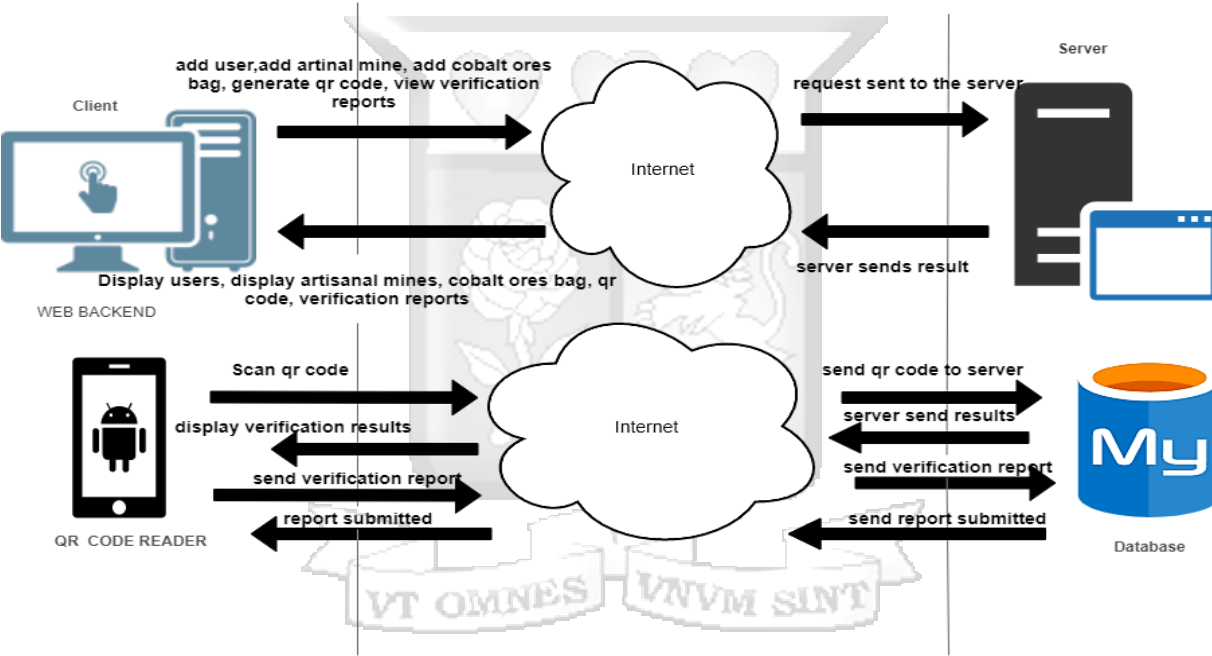 Server
add user,add artinal mine, add cobalt ores
bag, generate qr code, view verification
reports
request sent to the server
Client
Internet
server sends result
Display users, display artisanal mines, cobalt ores bag, qr
code, verification reports
WEB BACKEND
Scan qr code
send qr code to server
server send results
display verification results
Internet
My
send verification report
send verification report
report submitted
send report submitted
QR CODE READER
Database
VT OMNES VNVM SINT